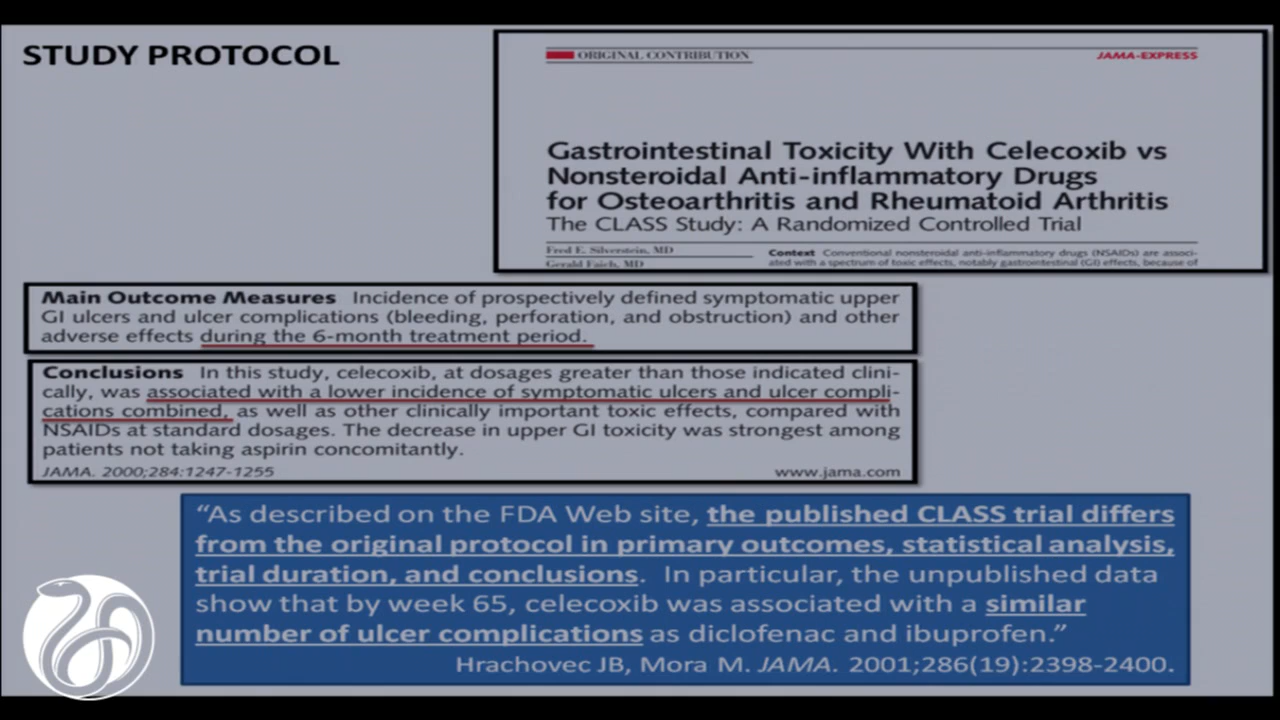 STUDY PROTOCOL
ORIGINAL CONTRIBUTION
JAMA-EXPRESS
Gastrointestinal Toxicity With Celecoxib vs
Nonsteroidal Anti-inflammatory Drugs
for Osteoarthritis and Rheumatoid Arthritis
The CLASS Study: A Randomized Controlled Trial
Fred E. Silverstein, MD
Gerald Faich, MD
Context Conventional nonsteroidal anti-inflammatory drugs (NSAIDs) are associ-
ated with a spectrum of toxic effects, notably gastrointestinal (GI) effects, because of
Main Outcome Measures Incidence of prospectively defined symptomatic upper
GI ulcers and ulcer complications (bleeding, perforation, and obstruction) and other
adverse effects during the 6-month treatment period.
Conclusions In this study, celecoxib, at dosages greater than those indicated clini-
cally, was associated with a lower incidence of symptomatic ulcers and ulcer compli-
cations combined, as well as other clinically important toxic effects, compared with
NSAIDs at standard dosages. The decrease in upper GI toxicity was strongest among
patients not taking aspirin concomitantly.
JAMA. 2000;284:1247-1255
www.jama.com
“As described on the FDA Web site, the published CLASS trial differs
from the original protocol in primary outcomes, statistical analysis,
trial duration, and conclusions. In particular, the unpublished data
show that by week 65, celecoxib was associated with a similar
number of ulcer complications as diclofenac and ibuprofen.”
Hrachovec JB, Mora M. JAMA. 2001;286(19):2398-2400.